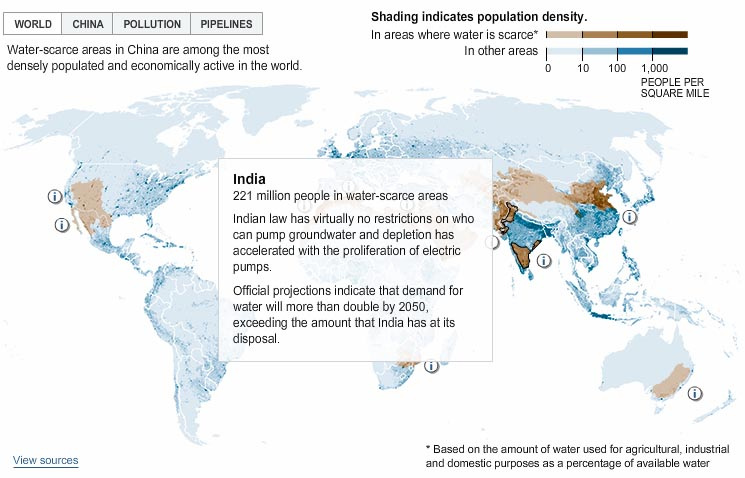 WORLD CHINA POLLUTION PIPELINES
Water-scarce areas in China are among the most
densely populated and economically active in the world.
Shading indicates population density.
In areas where water is scarce*
In other areas
0 10 100 1,000
PEOPLE PER
SQUARE MILE
India
221 million people in water-scarce areas
Indian law has virtually no restrictions on who
can pump groundwater and depletion has
accelerated with the proliferation of electric
pumps.
Official projections indicate that demand for
water will more than double by 2050,
exceeding the amount that India has at its
disposal.
i
i
i
i
i
i
View sources
* Based on the amount of water used for agricultural, industrial
and domestic purposes as a percentage of available water